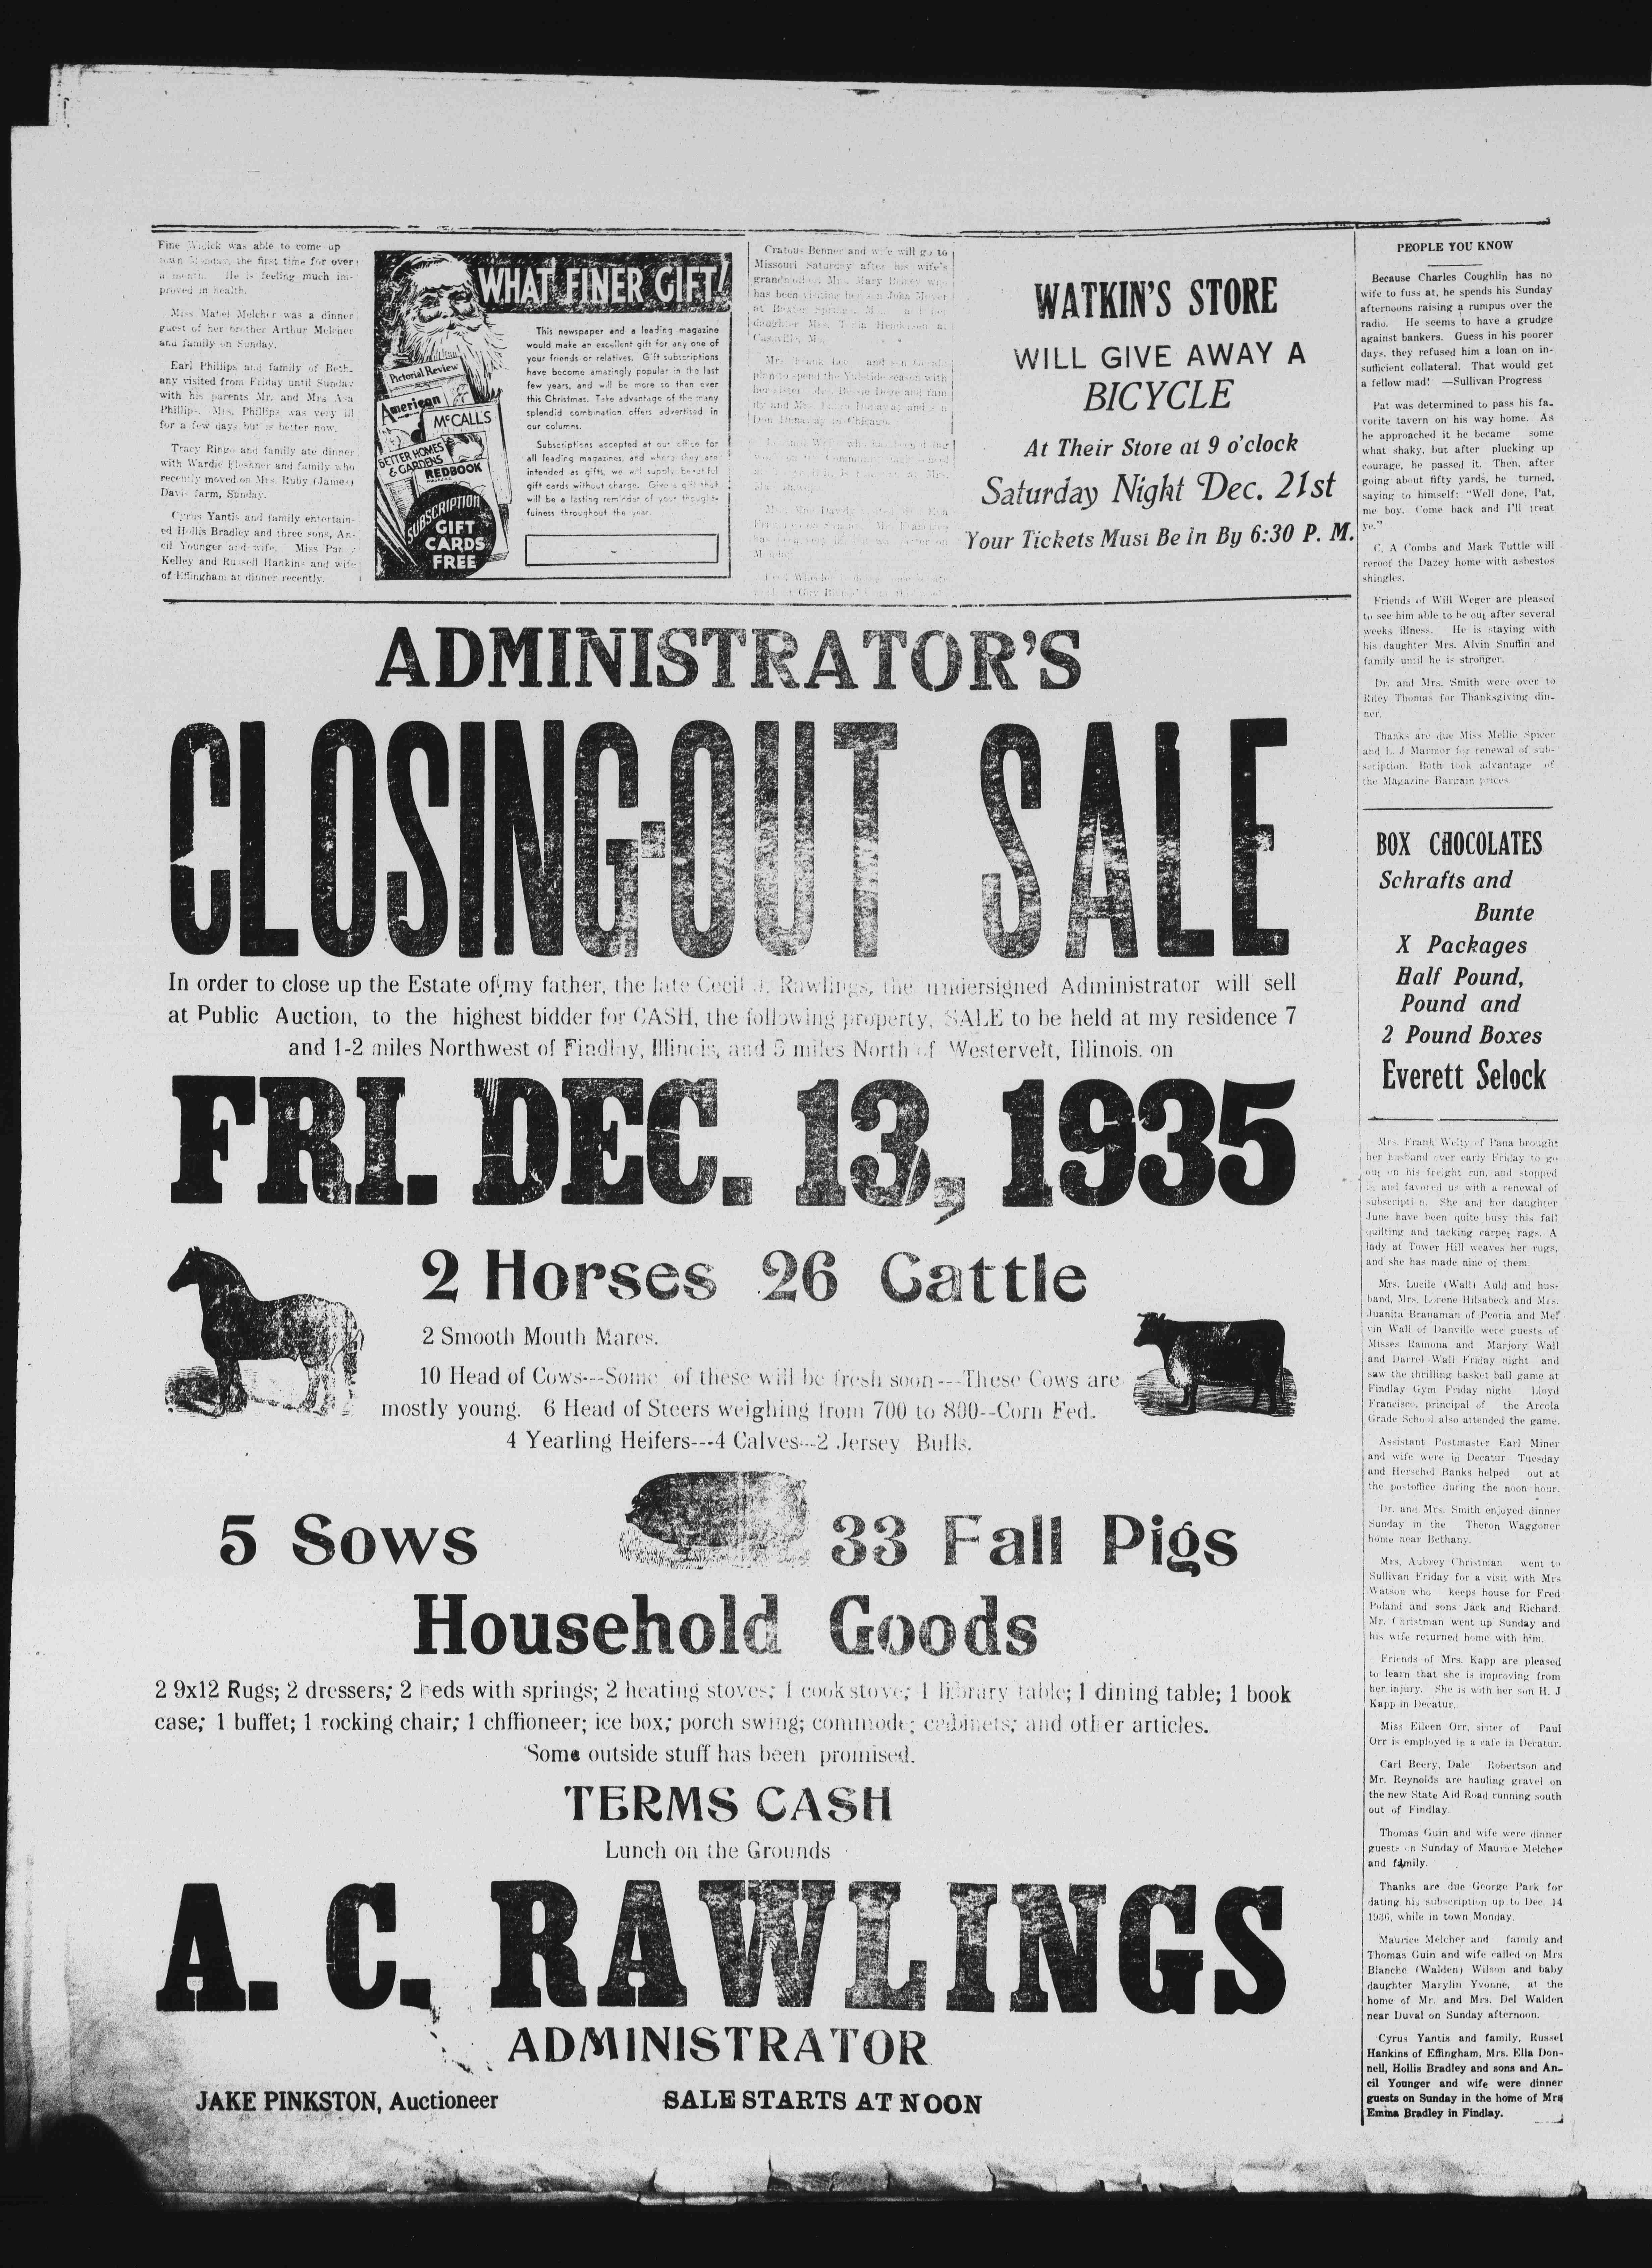 Fine Wilick was able to come up
town Monday, the first time for over
a month. He is feeling much im-
proved in health.
Miss Mabel Melcher was a dinner
guest of her brother Arthur Melcher
and family on Sunday.
Earl Phillips and family of Beth-
any visited from Friday until Sunday
with his parents Mr. and Mrs Asa
Phillips. Mrs. Phillips was very ill
for a few days but is better now.
Tracy Ringo and family ate dinner
with Wardie Fleshner and family who
recently moved on Mrs. Ruby (James)
Davis farm, Sunday.
Cyrus Yantis and family entertain-
ed Hollis Bradley and three sons, An-
cil Younger and wife, Miss
Kelley and Russell Hankins and wife
of Effingham at dinner recently.
WHAT FINER GIFT!
This newspaper and a leading magazine
would make an excellent gift for any one of
your friends or relatives. Gift subscriptions
have become amazingly popular in the last
few years, and will be more so than ever
this Christmas. Take advantage of the many
splendid combination offers advertised in
our columns.
Subscriptions accepted at our office for
all leading magazines, and where they are
intended as gifts, we will supply beautiful
gift cards without charge. Give a gift that
will be a lasting reminder of your thought-
fulness throughout the year.
Pictorial Review
American
McCALLS
BETTER HOMES
& GARDENS
REDBOOK
SUBSCRIPTION
GIFT
CARDS
FREE
Cratous Benner and wife will go to
Missouri Saturday after his wife's
grandmother Mrs. Mary who
has been visiting her son John
at Baxter Springs, and her
daughter Mrs. Henderson at
Cassville, Mo.
Mrs. Frank Lee and son
plan to spend the Yuletide season with
her sister and fam
ily and Mrs. Dunaway and son
Don Dunaway in Chicago.
WATKIN'S STORE
WILL GIVE AWAY A
BICYCLE
At Their Store at 9 o'clock
Saturday Night Dec. 21st
Your Tickets Must Be in By 6:30 P. M.
ADMINISTRATOR'S
CLOSING-OUT SALE
In order to close up the Estate of my father, the late Cecil J. Rawlings, the undersigned Administrator will sell
at Public Auction, to the highest bidder for CASH, the following property, SALE to be held at my residence 7
and 1-2 miles Northwest of Findlay, Illinois, and 5 miles North of Westervelt, Illinois. on
FRI. DEC. 13, 1935
2 Horses 26 Cattle
2 Smooth Mouth Mares.
10 Head of Cows---Some of these will be fresh soon---These Cows are
mostly young. 6 Head of Steers weighing from 700 to 800--Corn Fed.
4 Yearling Heifers---4 Calves---2 Jersey Bulls.
5 Sows 33 Fall Pigs
Household Goods
2 9x12 Rugs; 2 dressers; 2 beds with springs; 2 heating stoves; 1 cook stove; 1 library table; 1 dining table; 1 book
case; 1 buffet; 1 rocking chair; 1 chffioneer; ice box; porch swing; commode; cabinets; and other articles.
Some outside stuff has been promised.
TERMS CASH
Lunch on the Grounds
A. C. RAWLINGS
ADMINISTRATOR
JAKE PINKSTON, Auctioneer SALE STARTS AT NOON
PEOPLE YOU KNOW
Because Charles Coughlin has no
wife to fuss at, he spends his Sunday
afternoons raising a rumpus over the
radio. He seems to have a grudge
against bankers. Guess in his poorer
days, they refused him a loan on in-
sufficient collateral. That would get
a fellow mad! —Sullivan Progress
Pat was determined to pass his fa-
vorite tavern on his way home. As
he approached it he became some
what shaky, but after plucking up
courage, he passed it. Then, after
going about fifty yards, he turned,
saying to himself: "Well done, Pat,
me boy. Come back and I'll treat
ye."
C. A Combs and Mark Tuttle will
reroof the Dazey home with asbestos
shingles.
Friends of Will Weger are pleased
to see him able to be out after several
weeks illness. He is staying with
his daughter Mrs. Alvin Snuffin and
family until he is stronger.
Dr. and Mrs. Smith were over to
Riley Thomas for Thanksgiving din-
ner.
Thanks are due Miss Mellie Spicer
and L. J Marmor for renewal of sub-
scription. Both took advantage of
the Magazine Bargain prices.
BOX CHOCOLATES
Schrafts and
Bunte
X Packages
Half Pound,
Pound and
2 Pound Boxes
Everett Selock
Mrs. Frank Welty of Pana brought
her husband over early Friday to go
out on his freight run, and stopped
in and favored us with a renewal of
subscripti n. She and her daughter
June have been quite busy this fall
quilting and tacking carpet rags. A
lady at Tower Hill weaves her rugs,
and she has made nine of them.
Mrs. Lucile (Wall) Auld and hus-
band, Mrs. Lorene Hilsabeck and Mrs.
Juanita Branaman of Peoria and Mel
vin Wall of Danville were guests of
Misses Ramona and Marjory Wall
and Darrel Wall Friday night and
saw the thrilling basket ball game at
Findlay Gym Friday night Lloyd
Francisco, principal of the Arcola
Grade School also attended the game.
Assistant Postmaster Earl Miner
and wife were in Decatur Tuesday
and Herschel Banks helped out at
the postoffice during the noon hour.
Dr. and Mrs. Smith enjoyed dinner
Sunday in the Theron Waggoner
home near Bethany.
Mrs. Aubrey Christman went to
Sullivan Friday for a visit with Mrs
Watson who keeps house for Fred
Poland and sons Jack and Richard.
Mr. Christman went up Sunday and
his wife returned home with him.
Friends of Mrs. Kapp are pleased
to learn that she is improving from
her injury. She is with her son H. J
Kapp in Decatur.
Miss Eileen Orr, sister of Paul
Orr is employed in a cafe in Decatur.
Carl Beery, Dale Robertson and
Mr. Reynolds are hauling gravel on
the new State Aid Road running south
out of Findlay.
Thomas Guin and wife were dinner
guests on Sunday of Maurice Melcher
and family.
Thanks are due George Park for
dating his subscription up to Dec. 14
1936, while in town Monday.
Maurice Melcher and family and
Thomas Guin and wife called on Mrs
Blanche (Walden) Wilson and baby
daughter Marylin Yvonne, at the
home of Mr. and Mrs. Del Walden
near Duval on Sunday afternoon.
Cyrus Yantis and family, Russel
Hankins of Effingham, Mrs. Ella Don-
nell, Hollis Bradley and sons and An-
cil Younger and wife were dinner
guests on Sunday in the home of Mrs
Emma Bradley in Findlay.